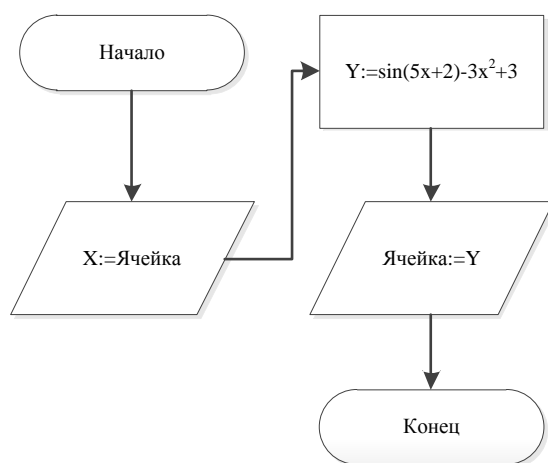 Начало
X:=Ячейка
Y:=sin(5x+2)-3x²+3
Ячейка:=Y
Конец